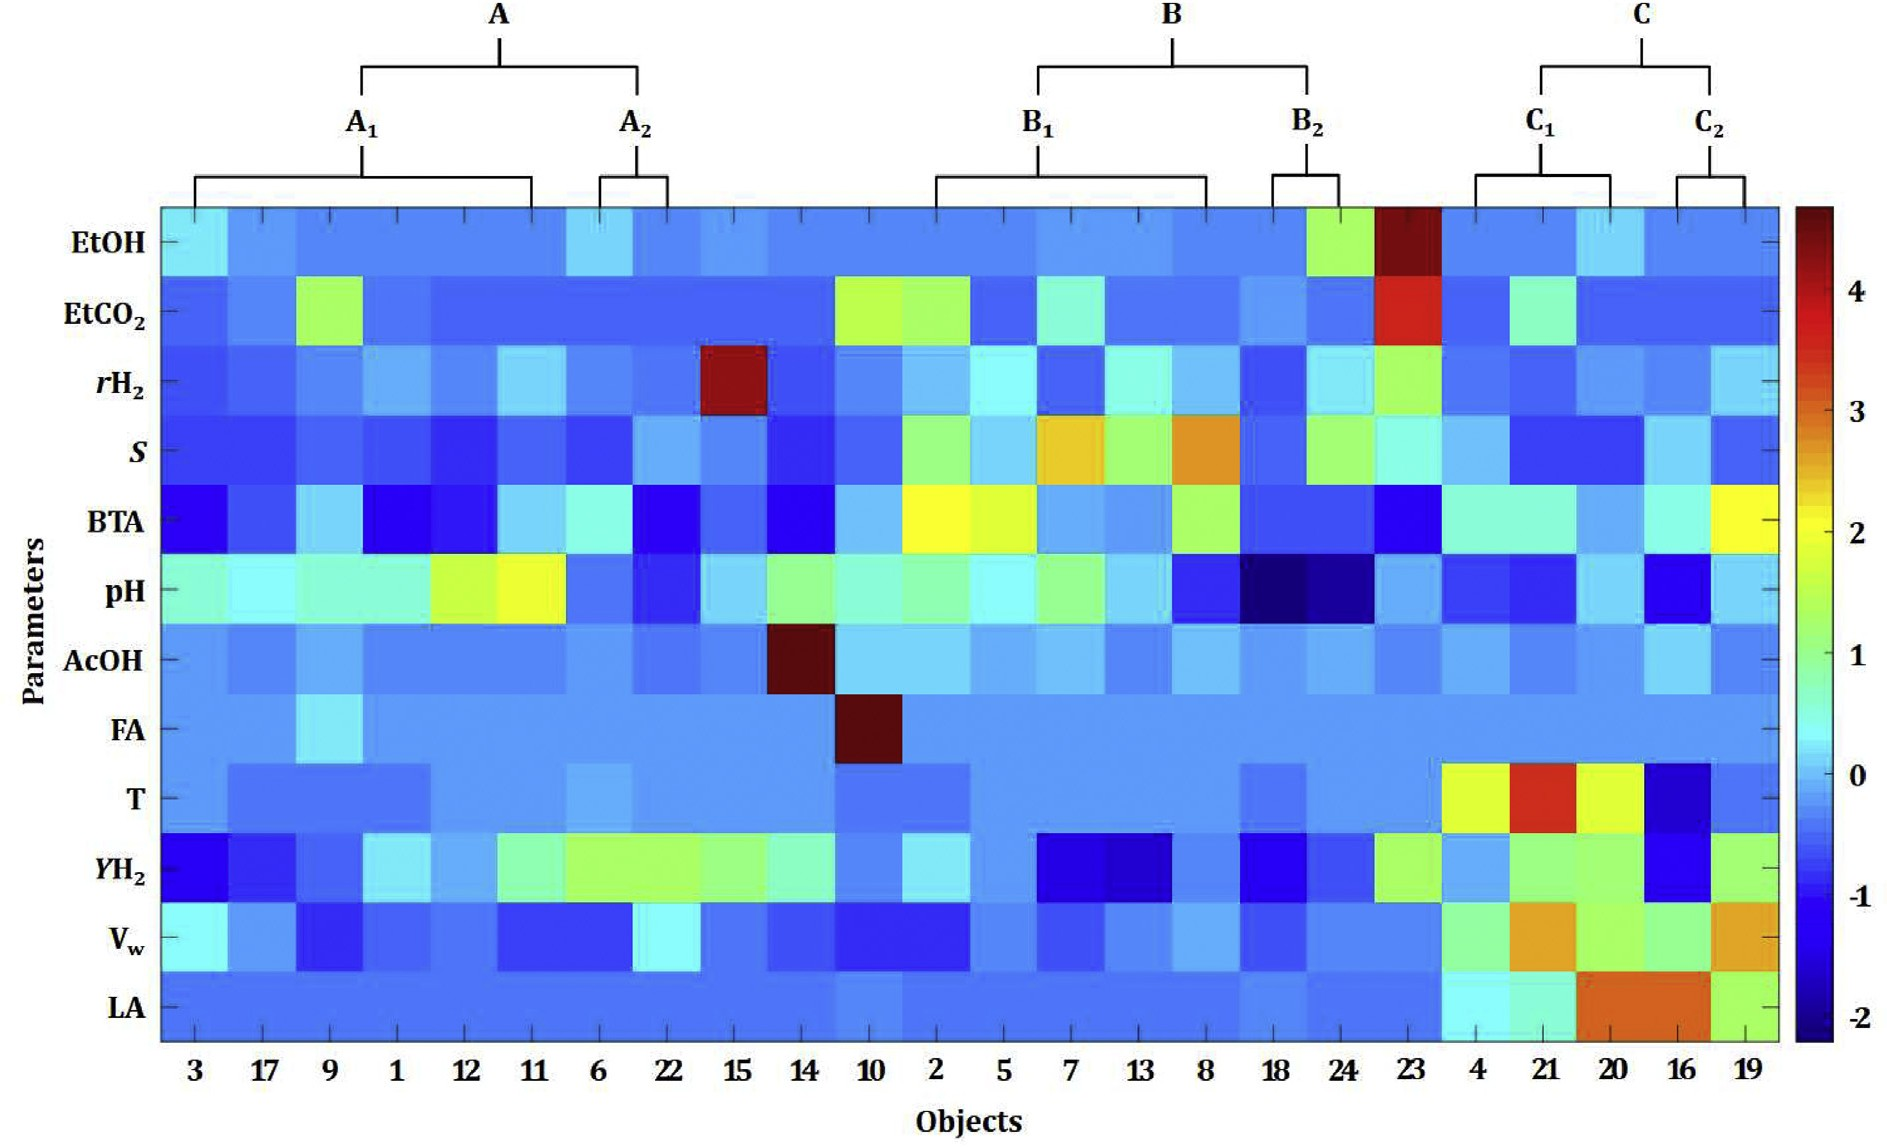 A B C
A₁ A₂ B₁ B₂ C₁ C₂
EtOH
EtCO₂
rH₂
S
BTA
pH
AcOH
FA
T
YH₂
Vw
LA
Parameters
4
3
2
1
0
-1
-2
3 17 9 1 12 11 6 22 15 14 10 2 5 7 13 8 18 24 23 4 21 20 16 19
Objects